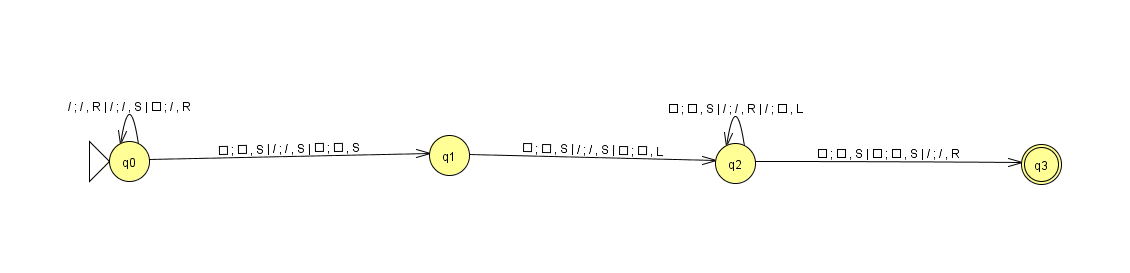 / ; / , R | / ; / , S | □ ; / , R
□ ; □ , S | / ; / , R | / ; □ , L
q0
□ ; □ , S | / ; / , S | □ ; □ , S
q1
□ ; □ , S | / ; / , S | □ ; □ , L
q2
□ ; □ , S | □ ; □ , S | / ; / , R
q3